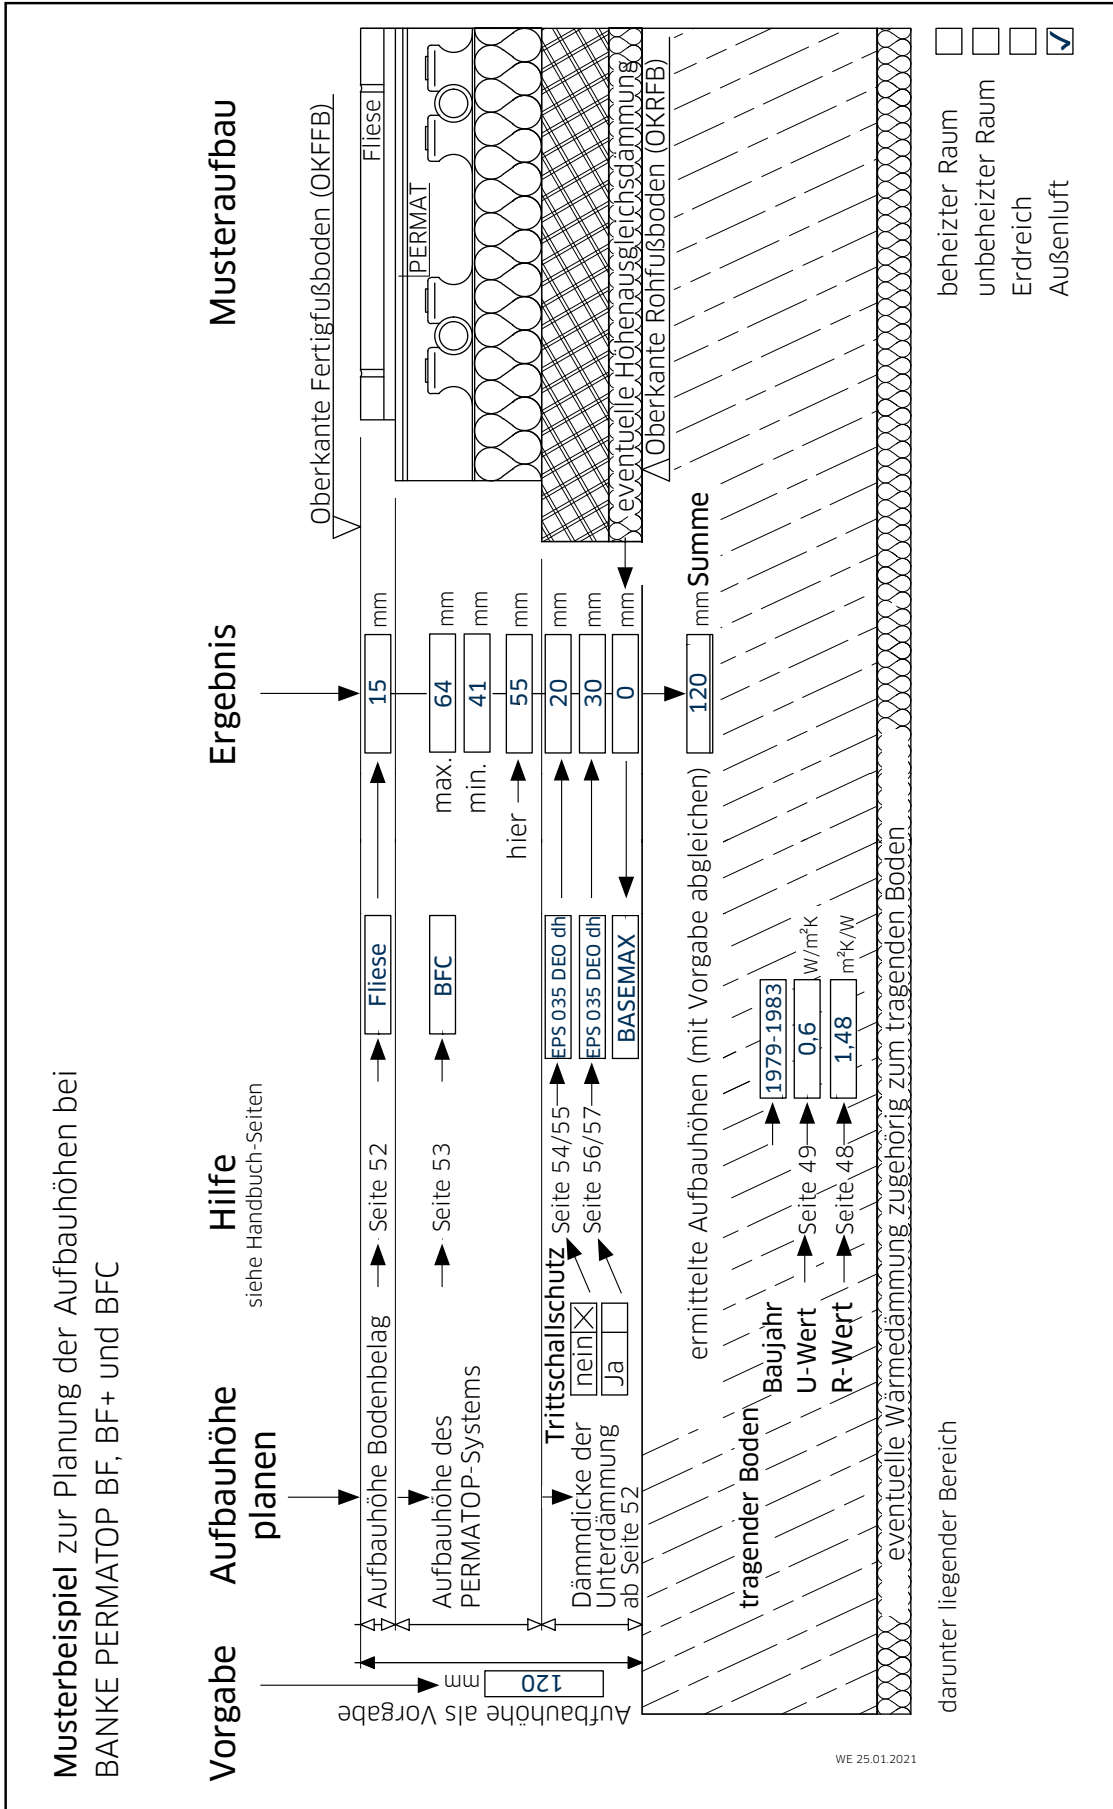 Musterbeispiel zur Planung der Aufbauhöhen bei
BANKE PERMATOP BF, BF+ und BFC
Vorgabe
Aufbauhöhe
planen
Hilfe
siehe Handbuch-Seiten
Ergebnis
Musteraufbau
Oberkante Fertigfußboden (OKFFB)
Aufbauhöhe als Vorgabe
120
mm
Aufbauhöhe Bodenbelag
Seite 52
Fliese
15
mm
Fliese
Aufbauhöhe des
PERMATOP-Systems
Seite 53
BFC
max.
64
mm
min.
41
mm
hier
55
mm
PERMAT
Trittschallschutz
Dämmdicke der
Unterdämmung
ab Seite 52
nein
Seite 54/55
EPS 035 DEO dh
20
mm
Ja
Seite 56/57
EPS 035 DEO dh
30
mm
BASEMAX
0
mm
eventuelle Höhenausgleichsdämmung
Oberkante Rohfußboden (OKRFB)
ermittelte Aufbauhöhen (mit Vorgabe abgleichen)
120
mm Summe
tragender Boden
Baujahr
1979-1983
U-Wert
Seite 49
0,6
W/m²K
R-Wert
Seite 48
1,48
m²K/W
eventuelle Wärmedämmung zugehörig zum tragenden Boden
darunter liegender Bereich
beheizter Raum
unbeheizter Raum
Erdreich
Außenluft
WE 25.01.2021